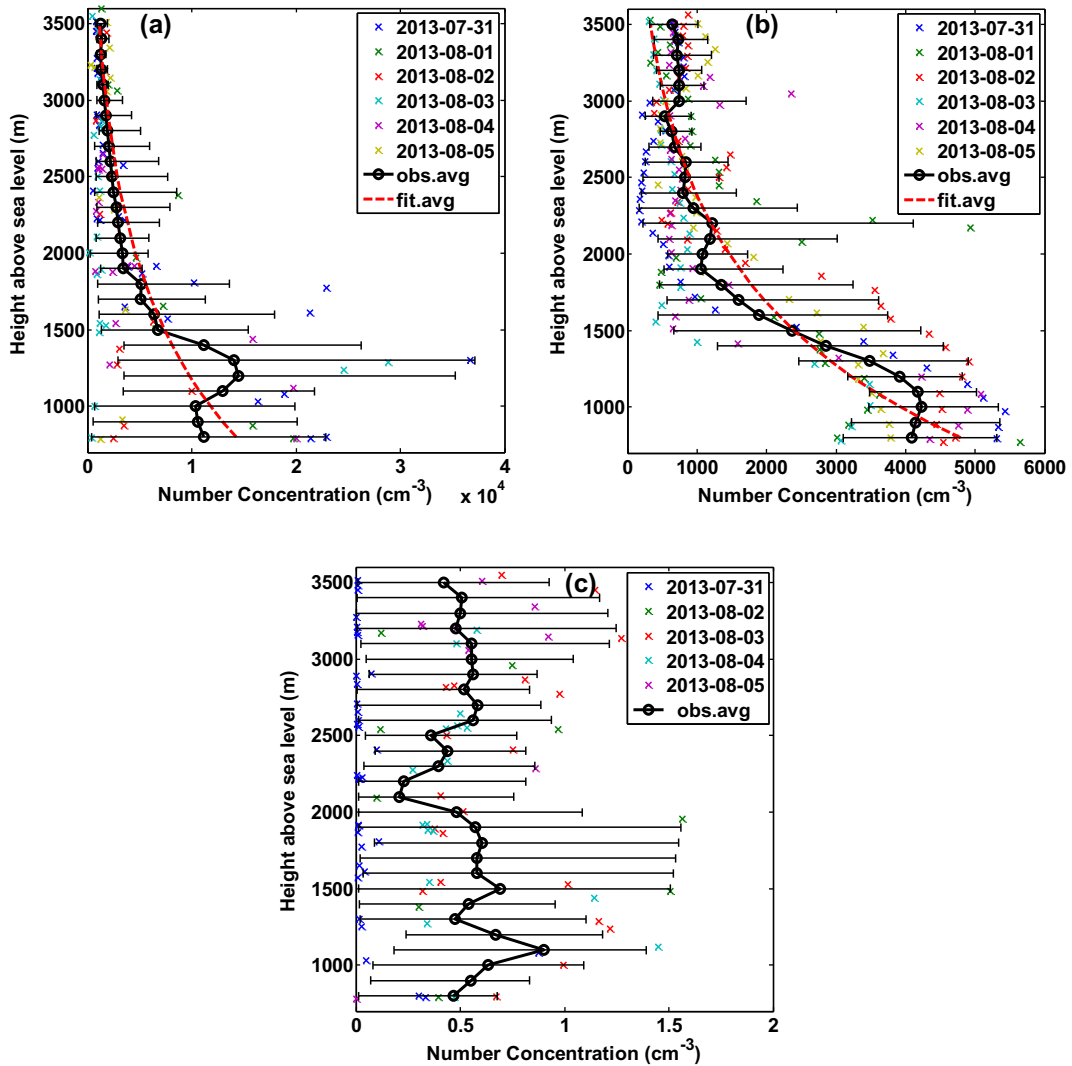 (a)
2013-07-31
2013-08-01
2013-08-02
2013-08-03
2013-08-04
2013-08-05
obs.avg
fit.avg
3500
3000
2500
2000
1500
1000
Height above sea level (m)
0 1 2 3 4
x 10^4
Number Concentration (cm^-3)
(b)
2013-07-31
2013-08-01
2013-08-02
2013-08-03
2013-08-04
2013-08-05
obs.avg
fit.avg
3500
3000
2500
2000
1500
1000
Height above sea level (m)
0 1000 2000 3000 4000 5000 6000
Number Concentration (cm^-3)
(c)
2013-07-31
2013-08-02
2013-08-03
2013-08-04
2013-08-05
obs.avg
3500
3000
2500
2000
1500
1000
Height above sea level (m)
0 0.5 1 1.5 2
Number Concentration (cm^-3)